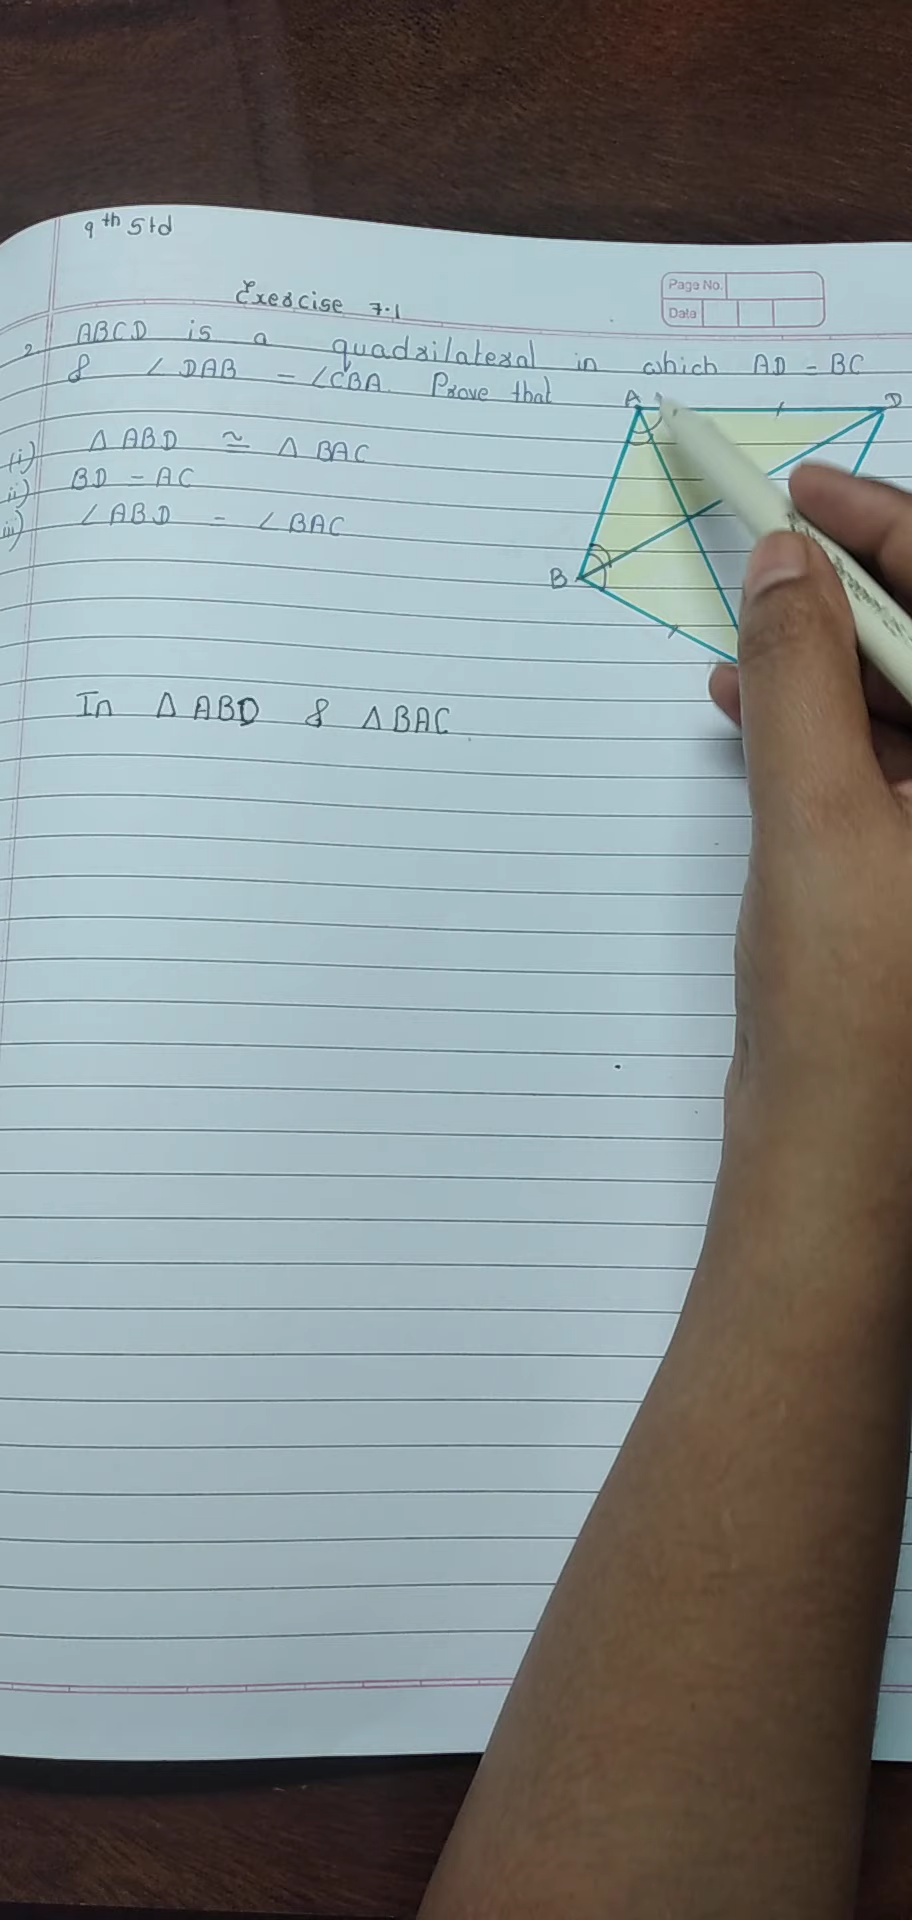 9th Std
Exercise 7.1
Page No.
Date
2 ABCD is a quadrilateral in which AD = BC
& ∠DAB = ∠CBA. Prove that
A D
(i) △ ABD ≅ △ BAC
ii) BD = AC
iii) ∠ABD = ∠BAC
B
In △ABD & △BAC